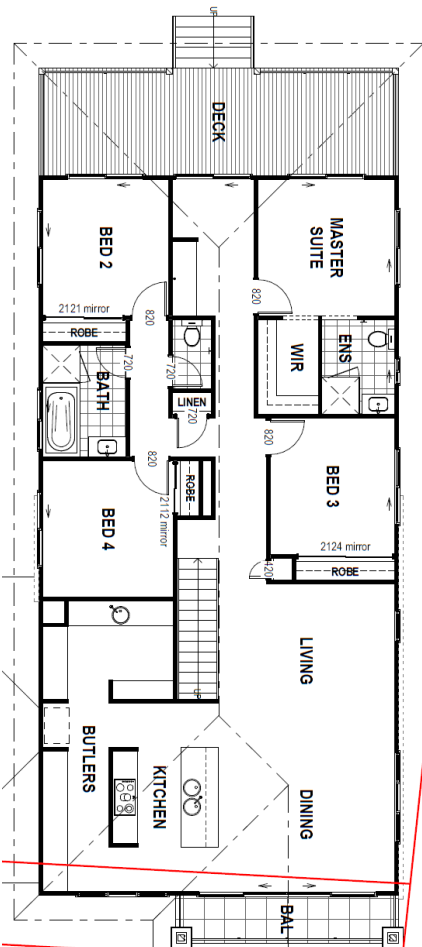 UP
DECK
BED 2
MASTER
SUITE
2121 mirror
820
820
ROBE
ENS
WIR
720
720
BATH
LINEN
720
820
820
ROBE
BED 3
BED 4
2112 mirror
2124 mirror
420
ROBE
LIVING
UP
BUTLERS
KITCHEN
DINING
BAL